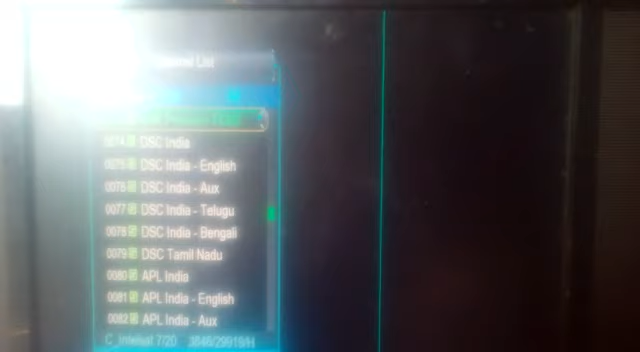 List
0074 DSC India
0075 DSC India - English
0076 DSC India - Aux
0077 DSC India - Telugu
0078 DSC India - Bengali
0079 DSC Tamil Nadu
0080 APL India
0081 APL India - English
0082 APL India - Aux
C_Intelsat 7/20 3846/29919/H